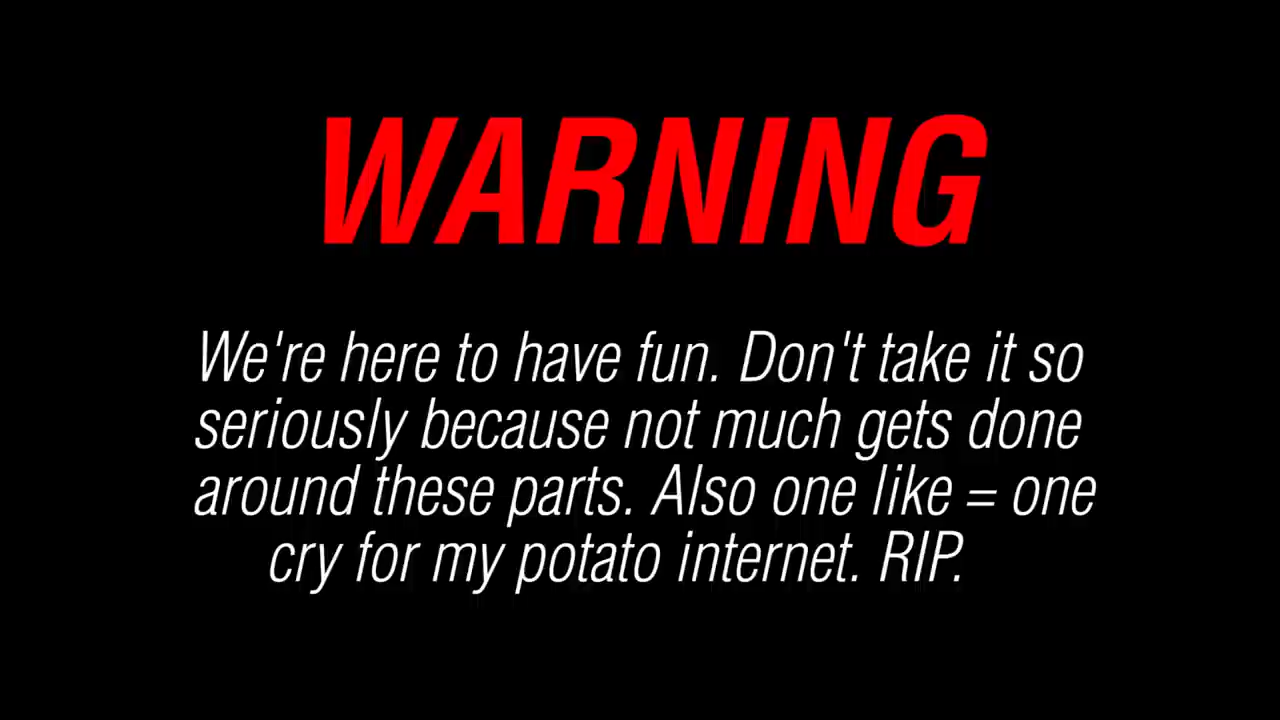 WARNING
We're here to have fun. Don't take it so
seriously because not much gets done
around these parts. Also one like = one
cry for my potato internet. RIP.